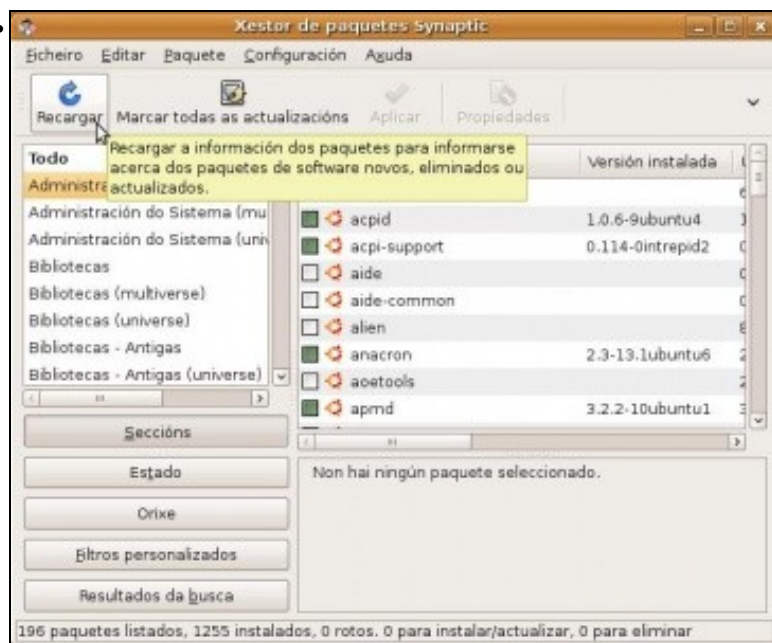 Xestor de paquetes Synaptic
Ficheiro Editar Paquete Configuración Axuda
Recargar Marcar todas as actualizacións Aplicar Propiedades
Recargar a información dos paquetes para informarse
acerca dos paquetes de software novos, eliminados ou
actualizados.
Todo
Versión instalada
Administración do Sistema (mu
Administración do Sistema (univ
Bibliotecas
Bibliotecas (multiverse)
Bibliotecas (universe)
Bibliotecas - Antigas
Bibliotecas - Antigas (universe)
acpid 1.0.6-9ubuntu4
acpi-support 0.114-0intrepid2
aide
aide-common
alien
anacron 2.3-13.1ubuntu6
aoetools
apmd 3.2.2-10ubuntu1
Seccións
Estado
Orixe
Filtros personalizados
Resultados da busca
Non hai ningún paquete seleccionado.
196 paquetes listados, 1255 instalados, 0 rotos. 0 para instalar/actualizar, 0 para eliminar